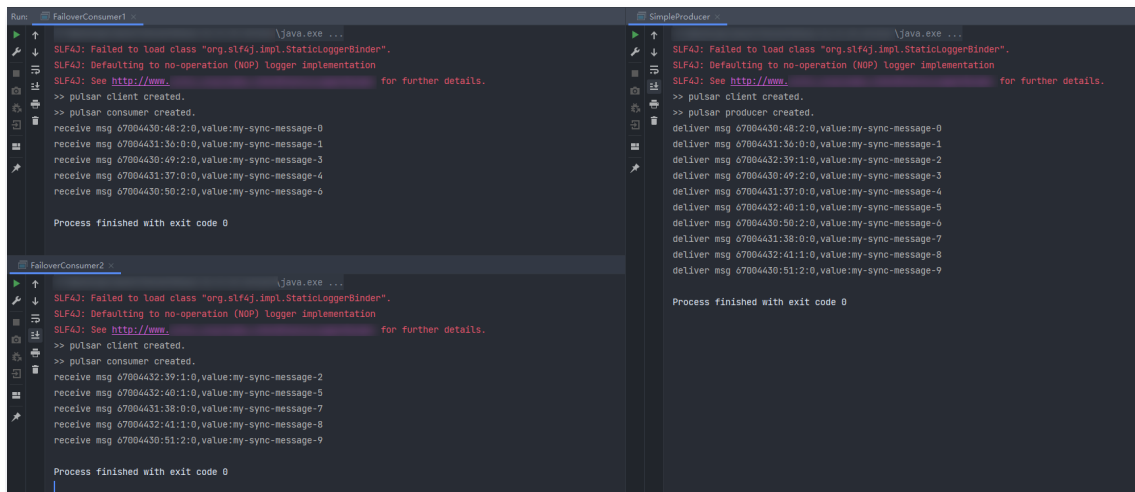 Run: FailoverConsumer1 ×
\java.exe ...
SLF4J: Failed to load class "org.slf4j.impl.StaticLoggerBinder".
SLF4J: Defaulting to no-operation (NOP) logger implementation
SLF4J: See http://www. for further details.
>> pulsar client created.
>> pulsar consumer created.
receive msg 67004430:48:2:0,value:my-sync-message-0
receive msg 67004431:36:0:0,value:my-sync-message-1
receive msg 67004430:49:2:0,value:my-sync-message-3
receive msg 67004431:37:0:0,value:my-sync-message-4
receive msg 67004430:50:2:0,value:my-sync-message-6
Process finished with exit code 0
FailoverConsumer2 ×
\java.exe ...
SLF4J: Failed to load class "org.slf4j.impl.StaticLoggerBinder".
SLF4J: Defaulting to no-operation (NOP) logger implementation
SLF4J: See http://www. for further details.
>> pulsar client created.
>> pulsar consumer created.
receive msg 67004432:39:1:0,value:my-sync-message-2
receive msg 67004432:40:1:0,value:my-sync-message-5
receive msg 67004431:38:0:0,value:my-sync-message-7
receive msg 67004432:41:1:0,value:my-sync-message-8
receive msg 67004430:51:2:0,value:my-sync-message-9
Process finished with exit code 0
SimpleProducer ×
\java.exe ...
SLF4J: Failed to load class "org.slf4j.impl.StaticLoggerBinder".
SLF4J: Defaulting to no-operation (NOP) logger implementation
SLF4J: See http://www. for further details.
>> pulsar client created.
>> pulsar producer created.
deliver msg 67004430:48:2:0,value:my-sync-message-0
deliver msg 67004431:36:0:0,value:my-sync-message-1
deliver msg 67004432:39:1:0,value:my-sync-message-2
deliver msg 67004430:49:2:0,value:my-sync-message-3
deliver msg 67004431:37:0:0,value:my-sync-message-4
deliver msg 67004432:40:1:0,value:my-sync-message-5
deliver msg 67004430:50:2:0,value:my-sync-message-6
deliver msg 67004431:38:0:0,value:my-sync-message-7
deliver msg 67004432:41:1:0,value:my-sync-message-8
deliver msg 67004430:51:2:0,value:my-sync-message-9
Process finished with exit code 0